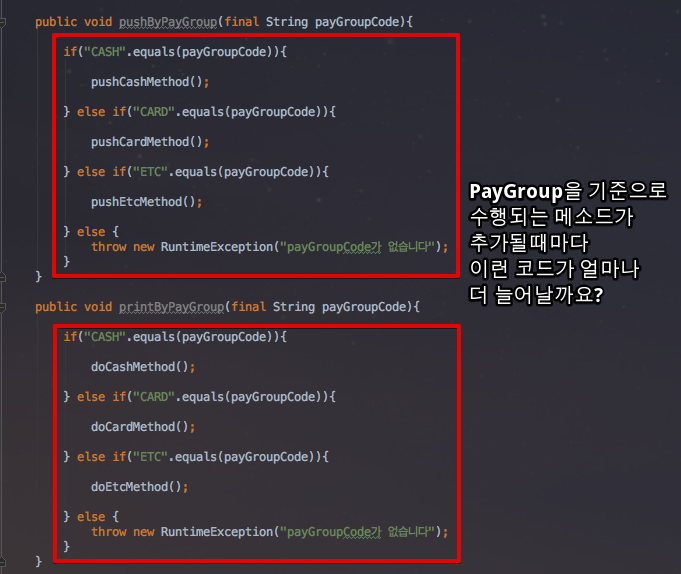 public void pushByPayGroup(final String payGroupCode){
if("CASH".equals(payGroupCode)){
pushCashMethod();
} else if("CARD".equals(payGroupCode)){
pushCardMethod();
} else if("ETC".equals(payGroupCode)){
pushEtcMethod();
} else {
throw new RuntimeException("payGroupCode가 없습니다");
}
}
public void printByPayGroup(final String payGroupCode){
if("CASH".equals(payGroupCode)){
doCashMethod();
} else if("CARD".equals(payGroupCode)){
doCardMethod();
} else if("ETC".equals(payGroupCode)){
doEtcMethod();
} else {
throw new RuntimeException("payGroupCode가 없습니다");
}
}
PayGroup을 기준으로
수행되는 메소드가
추가될때마다
이런 코드가 얼마나
더 늘어날까요?